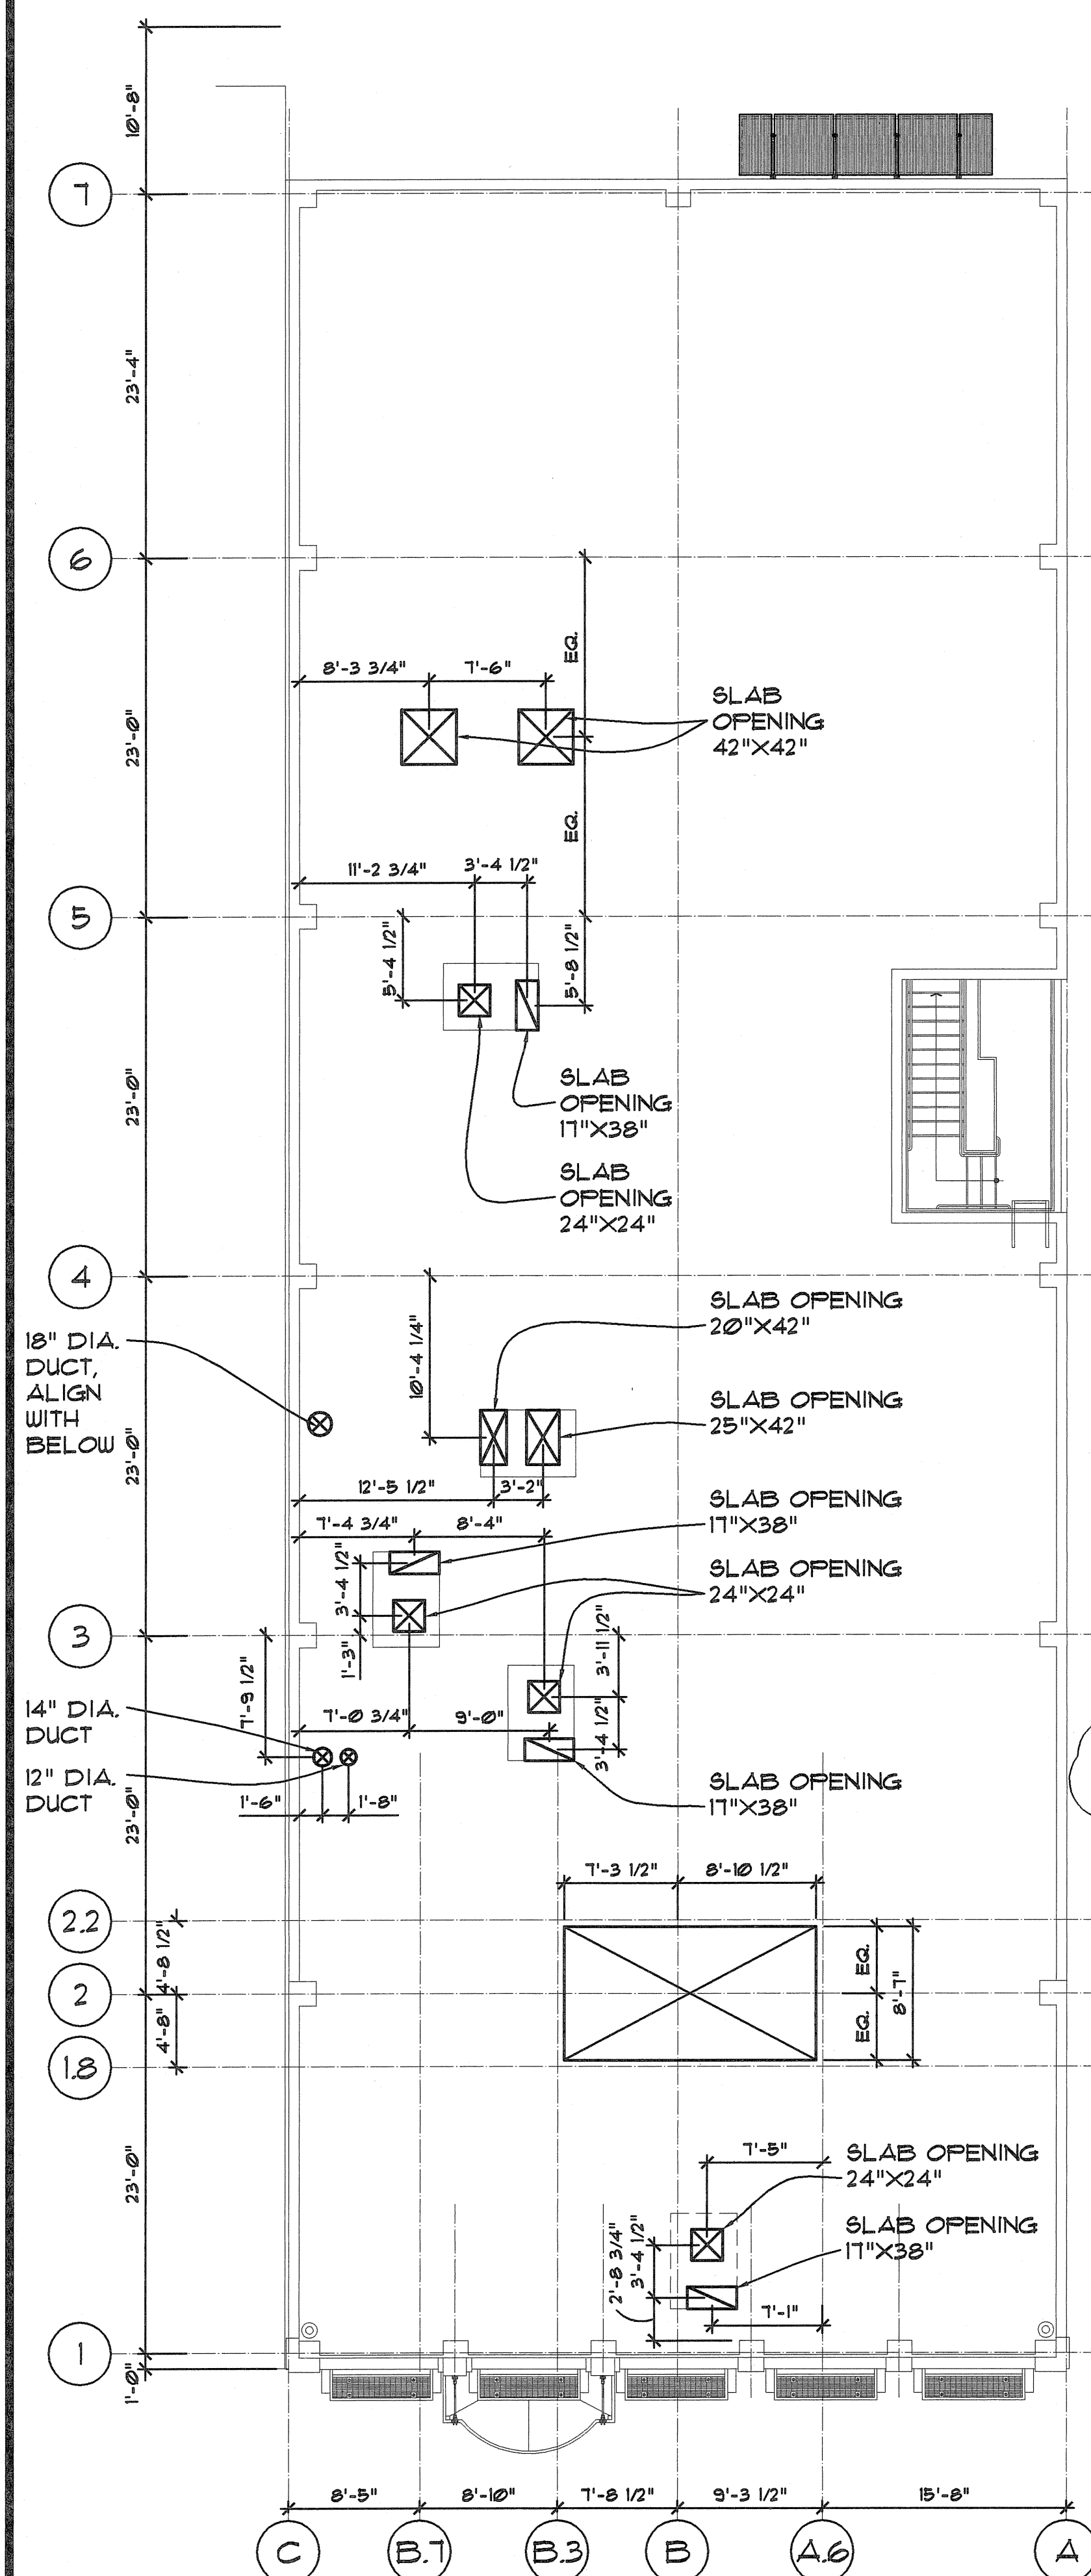 10'-8"
7
23'-4"
6
8'-3 3/4"
7'-6"
EQ.
SLAB
OPENING
42"X42"
23'-0"
EQ.
11'-2 3/4"
3'-4 1/2"
5
5'-4 1/2"
5'-8 1/2"
23'-0"
SLAB
OPENING
17"X38"
SLAB
OPENING
24"X24"
4
10'-4 1/4"
SLAB OPENING
20"X42"
18" DIA.
DUCT,
ALIGN
WITH
BELOW
SLAB OPENING
25"X42"
23'-0"
12'-5 1/2"
3'-2"
SLAB OPENING
17"X38"
7'-4 3/4"
8'-4"
3'-4 1/2"
SLAB OPENING
24"X24"
3
1'-3"
3'-11 1/2"
7'-9 1/2"
14" DIA.
DUCT
7'-0 3/4"
9'-0"
3'-4 1/2"
12" DIA.
DUCT
SLAB OPENING
17"X38"
1'-6"
1'-8"
23'-0"
7'-3 1/2"
8'-10 1/2"
2.2
4'-8 1/2"
EQ.
2
8'-7"
4'-8"
EQ.
1.8
23'-0"
7'-5"
SLAB OPENING
24"X24"
2'-8 3/4"
3'-4 1/2"
SLAB OPENING
17"X38"
7'-1"
1
1'-0"
8'-5"
8'-10"
7'-8 1/2"
9'-3 1/2"
15'-8"
C
B.7
B.3
B
A.6
A